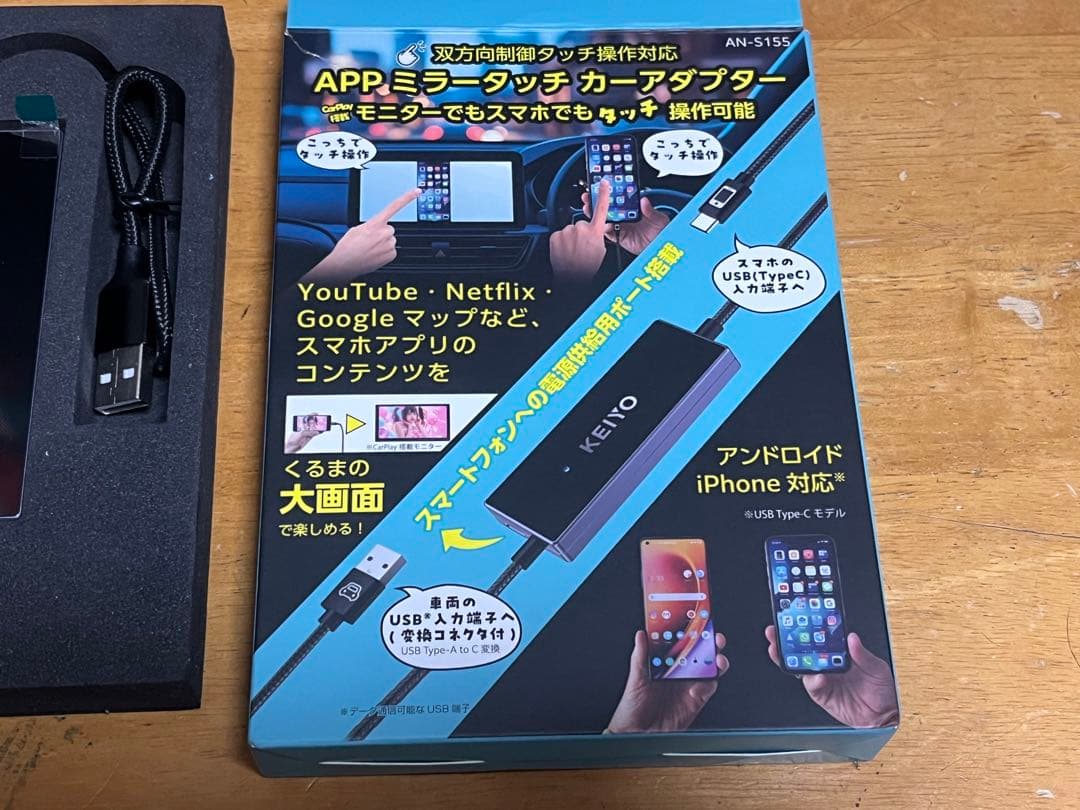 AN-S155
双方向制御タッチ操作対応
APP ミラータッチ カーアダプター
CarPlay搭載 モニターでもスマホでもタッチ 操作可能
こっちで
タッチ操作
こっちで
タッチ操作
スマホの
USB(TypeC)
入力端子へ
YouTube・Netflix・
Google マップなど、
スマホアプリの
コンテンツを
※CarPlay 搭載モニター
くるまの
大画面
で楽しめる！
スマートフォンへの電源供給用ポート搭載
KEIYO
アンドロイド
iPhone 対応※
※USB Type-C モデル
車両の
USB※入力端子へ
(変換コネクタ付)
USB Type-A to C 変換
※データ通信可能な USB 端子